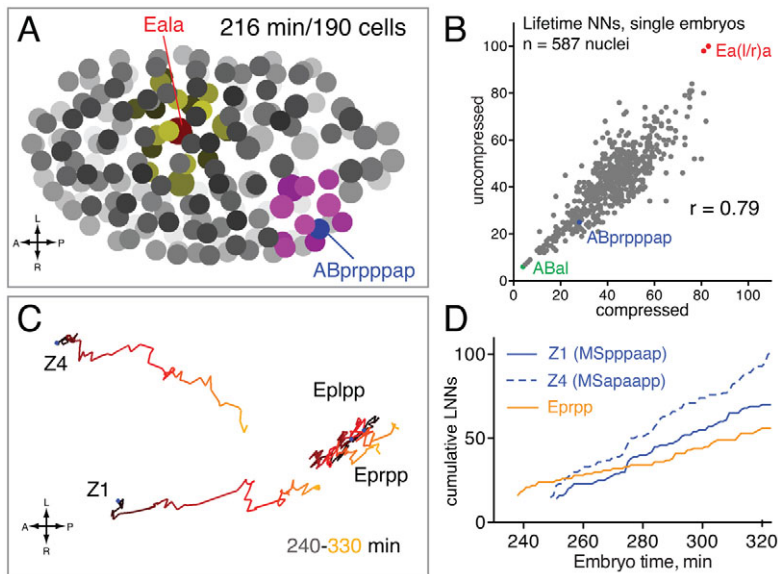 A
Eala
216 min/190 cells
L
A P
R
ABprpppap
B
Lifetime NNs, single embryos
n = 587 nuclei
100
80
60
40
20
0
uncompressed
Ea(l/r)a
r = 0.79
ABprpppap
ABal
0 20 40 60 80 100
compressed
C
Z4
Eplpp
Eprpp
Z1
L
A P
R
240-330 min
D
100
50
0
cumulative LNNs
Z1 (MSpppaap)
Z4 (MSapaapp)
Eprpp
240 260 280 300 320
Embryo time, min